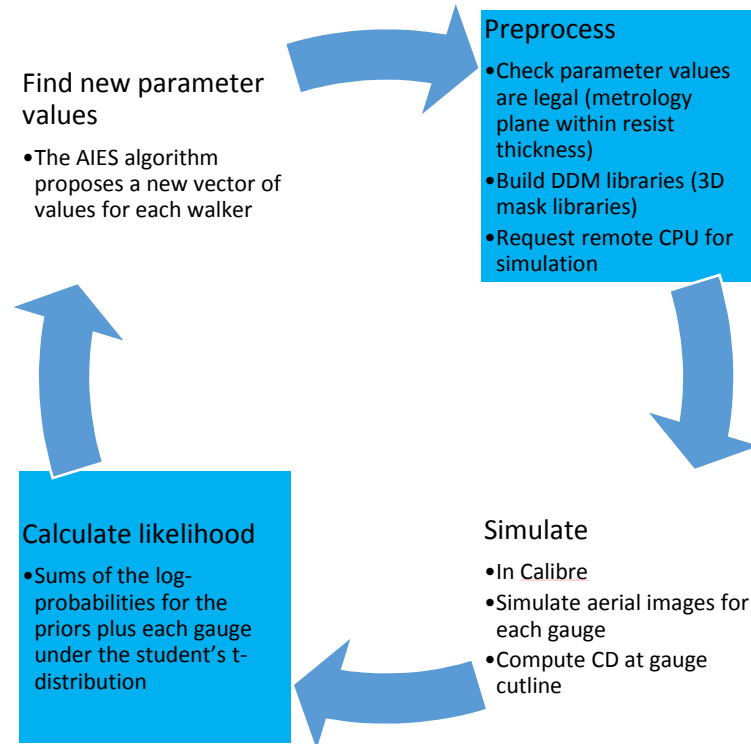 Find new parameter
values
•The AIES algorithm
proposes a new vector of
values for each walker
Preprocess
•Check parameter values
are legal (metrology
plane within resist
thickness)
•Build DDM libraries (3D
mask libraries)
•Request remote CPU for
simulation
Simulate
•In Calibre
•Simulate aerial images for
each gauge
•Compute CD at gauge
cutline
Calculate likelihood
•Sums of the log-
probabilities for the
priors plus each gauge
under the student’s t-
distribution